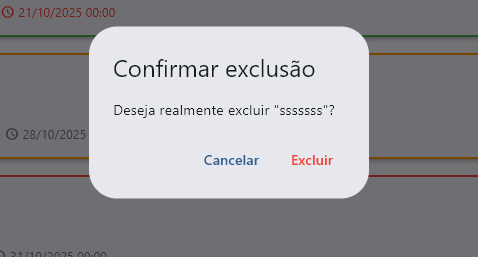 21/10/2025 00:00
Confirmar exclusão
Deseja realmente excluir "sssssss"?
28/10/2025
Cancelar Excluir
31/10/2025 00:00